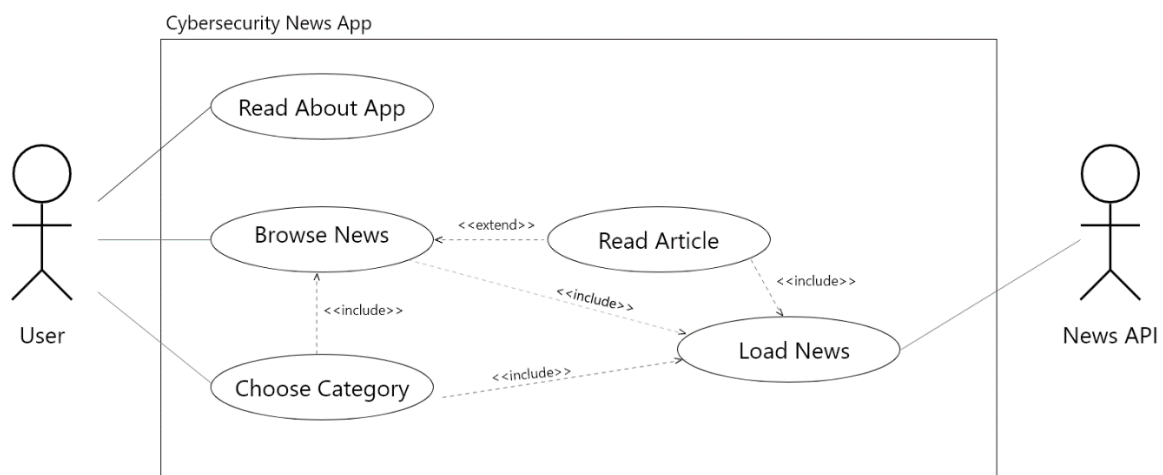 Cybersecurity News App
Read About App
Browse News
<<extend>>
Read Article
<<include>>
<<include>>
<<include>>
User
Load News
News API
Choose Category
<<include>>